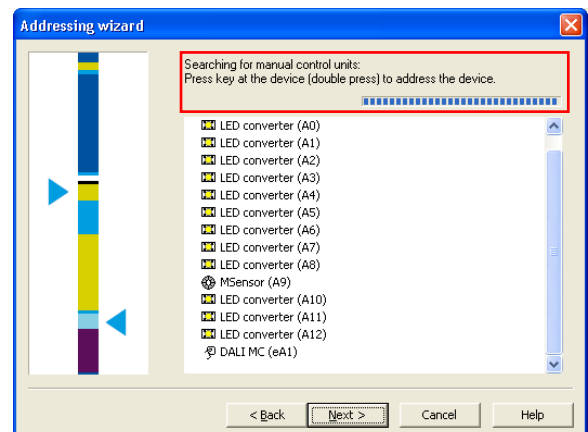 Addressing wizard
Searching for manual control units:
Press key at the device (double press) to address the device.
LED converter (A0)
LED converter (A1)
LED converter (A2)
LED converter (A3)
LED converter (A4)
LED converter (A5)
LED converter (A6)
LED converter (A7)
LED converter (A8)
MSensor (A9)
LED converter (A10)
LED converter (A11)
LED converter (A12)
DALI MC (eA1)
< Back Next > Cancel Help